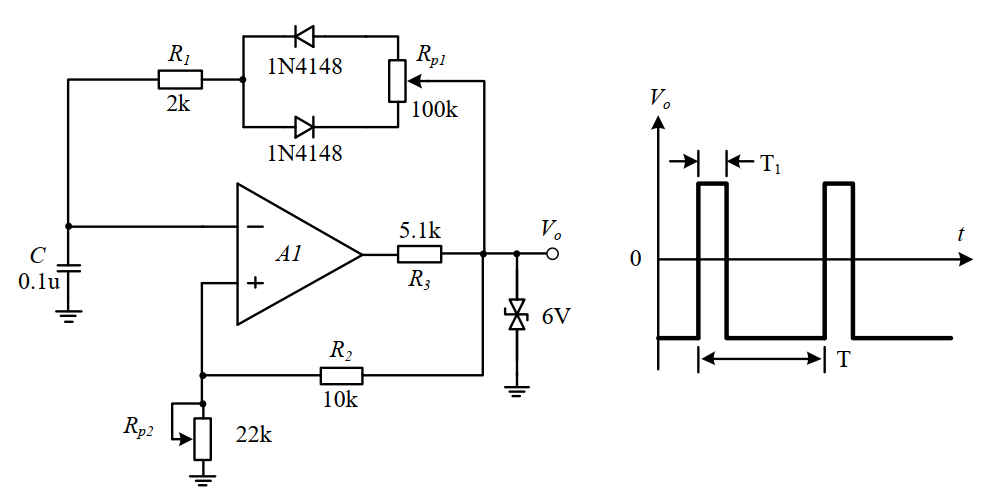 R1
2k
1N4148
1N4148
Rp1
100k
C
0.1u
A1
5.1k
R3
Vo
6V
R2
10k
Rp2
22k
Vo
T1
0
t
T